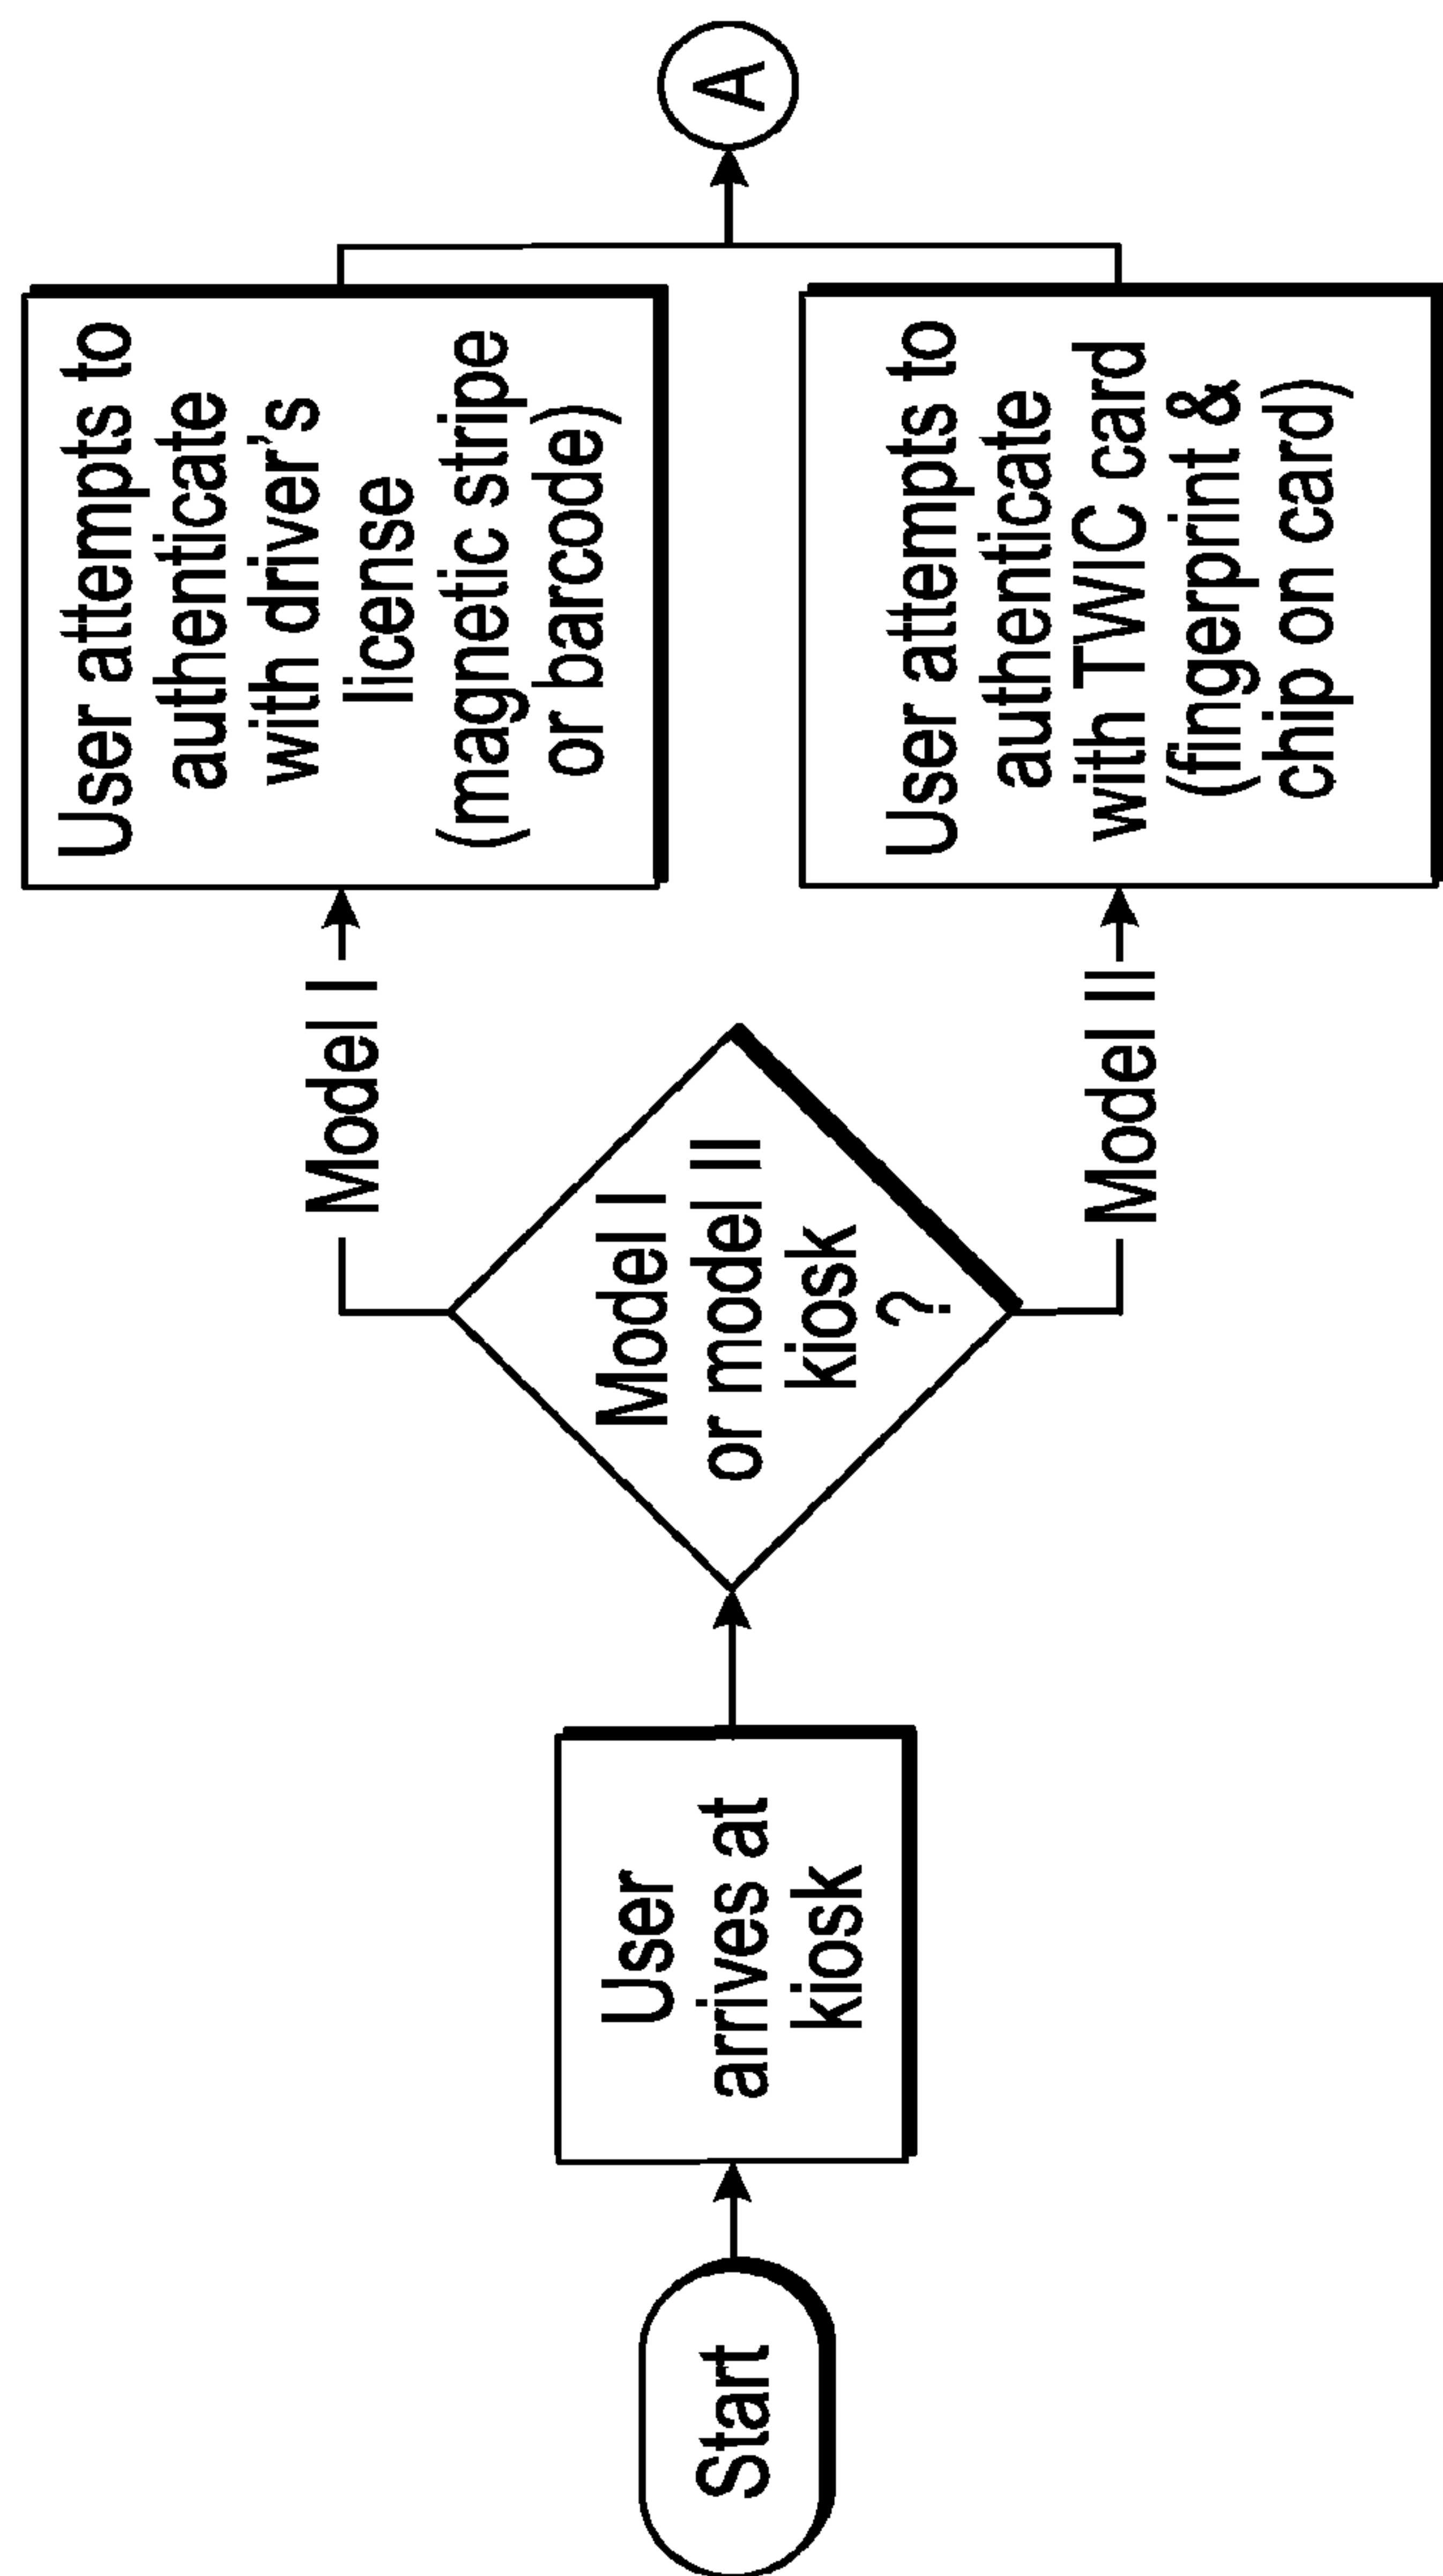 Start
User
arrives at
kiosk
Model I
or model II
kiosk
?
Model I
User attempts to
authenticate
with driver's
license
(magnetic stripe
or barcode)
Model II
User attempts to
authenticate
with TWIC card
(fingerprint &
chip on card)
A